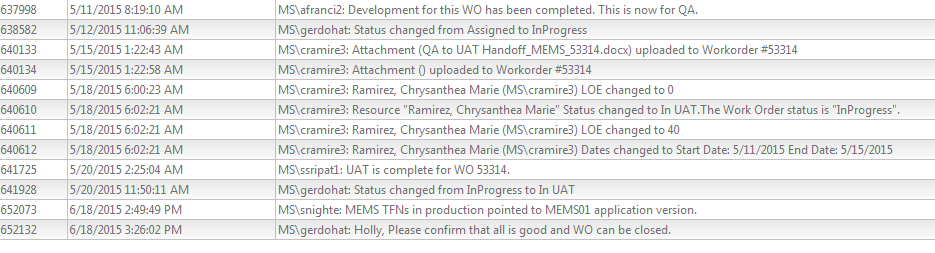 637998 5/11/2015 8:19:10 AM MS\afranci2: Development for this WO has been completed. This is now for QA.
638582 5/12/2015 11:06:39 AM MS\gerdohat: Status changed from Assigned to InProgress
640133 5/15/2015 1:22:43 AM MS\cramire3: Attachment (QA to UAT Handoff_MEMS_53314.docx) uploaded to Workorder #53314
640134 5/15/2015 1:22:58 AM MS\cramire3: Attachment () uploaded to Workorder #53314
640609 5/18/2015 6:00:23 AM MS\cramire3: Ramirez, Chrysanthea Marie (MS\cramire3) LOE changed to 0
640610 5/18/2015 6:02:21 AM MS\cramire3: Resource "Ramirez, Chrysanthea Marie" Status changed to In UAT.The Work Order status is "InProgress".
640611 5/18/2015 6:02:21 AM MS\cramire3: Ramirez, Chrysanthea Marie (MS\cramire3) LOE changed to 40
640612 5/18/2015 6:02:21 AM MS\cramire3: Ramirez, Chrysanthea Marie (MS\cramire3) Dates changed to Start Date: 5/11/2015 End Date: 5/15/2015
641725 5/20/2015 2:25:04 AM MS\ssripat1: UAT is complete for WO 53314.
641928 5/20/2015 11:50:11 AM MS\gerdohat: Status changed from InProgress to In UAT
652073 6/18/2015 2:49:49 PM MS\snighte: MEMS TFNs in production pointed to MEMS01 application version.
652132 6/18/2015 3:26:02 PM MS\gerdohat: Holly, Please confirm that all is good and WO can be closed.